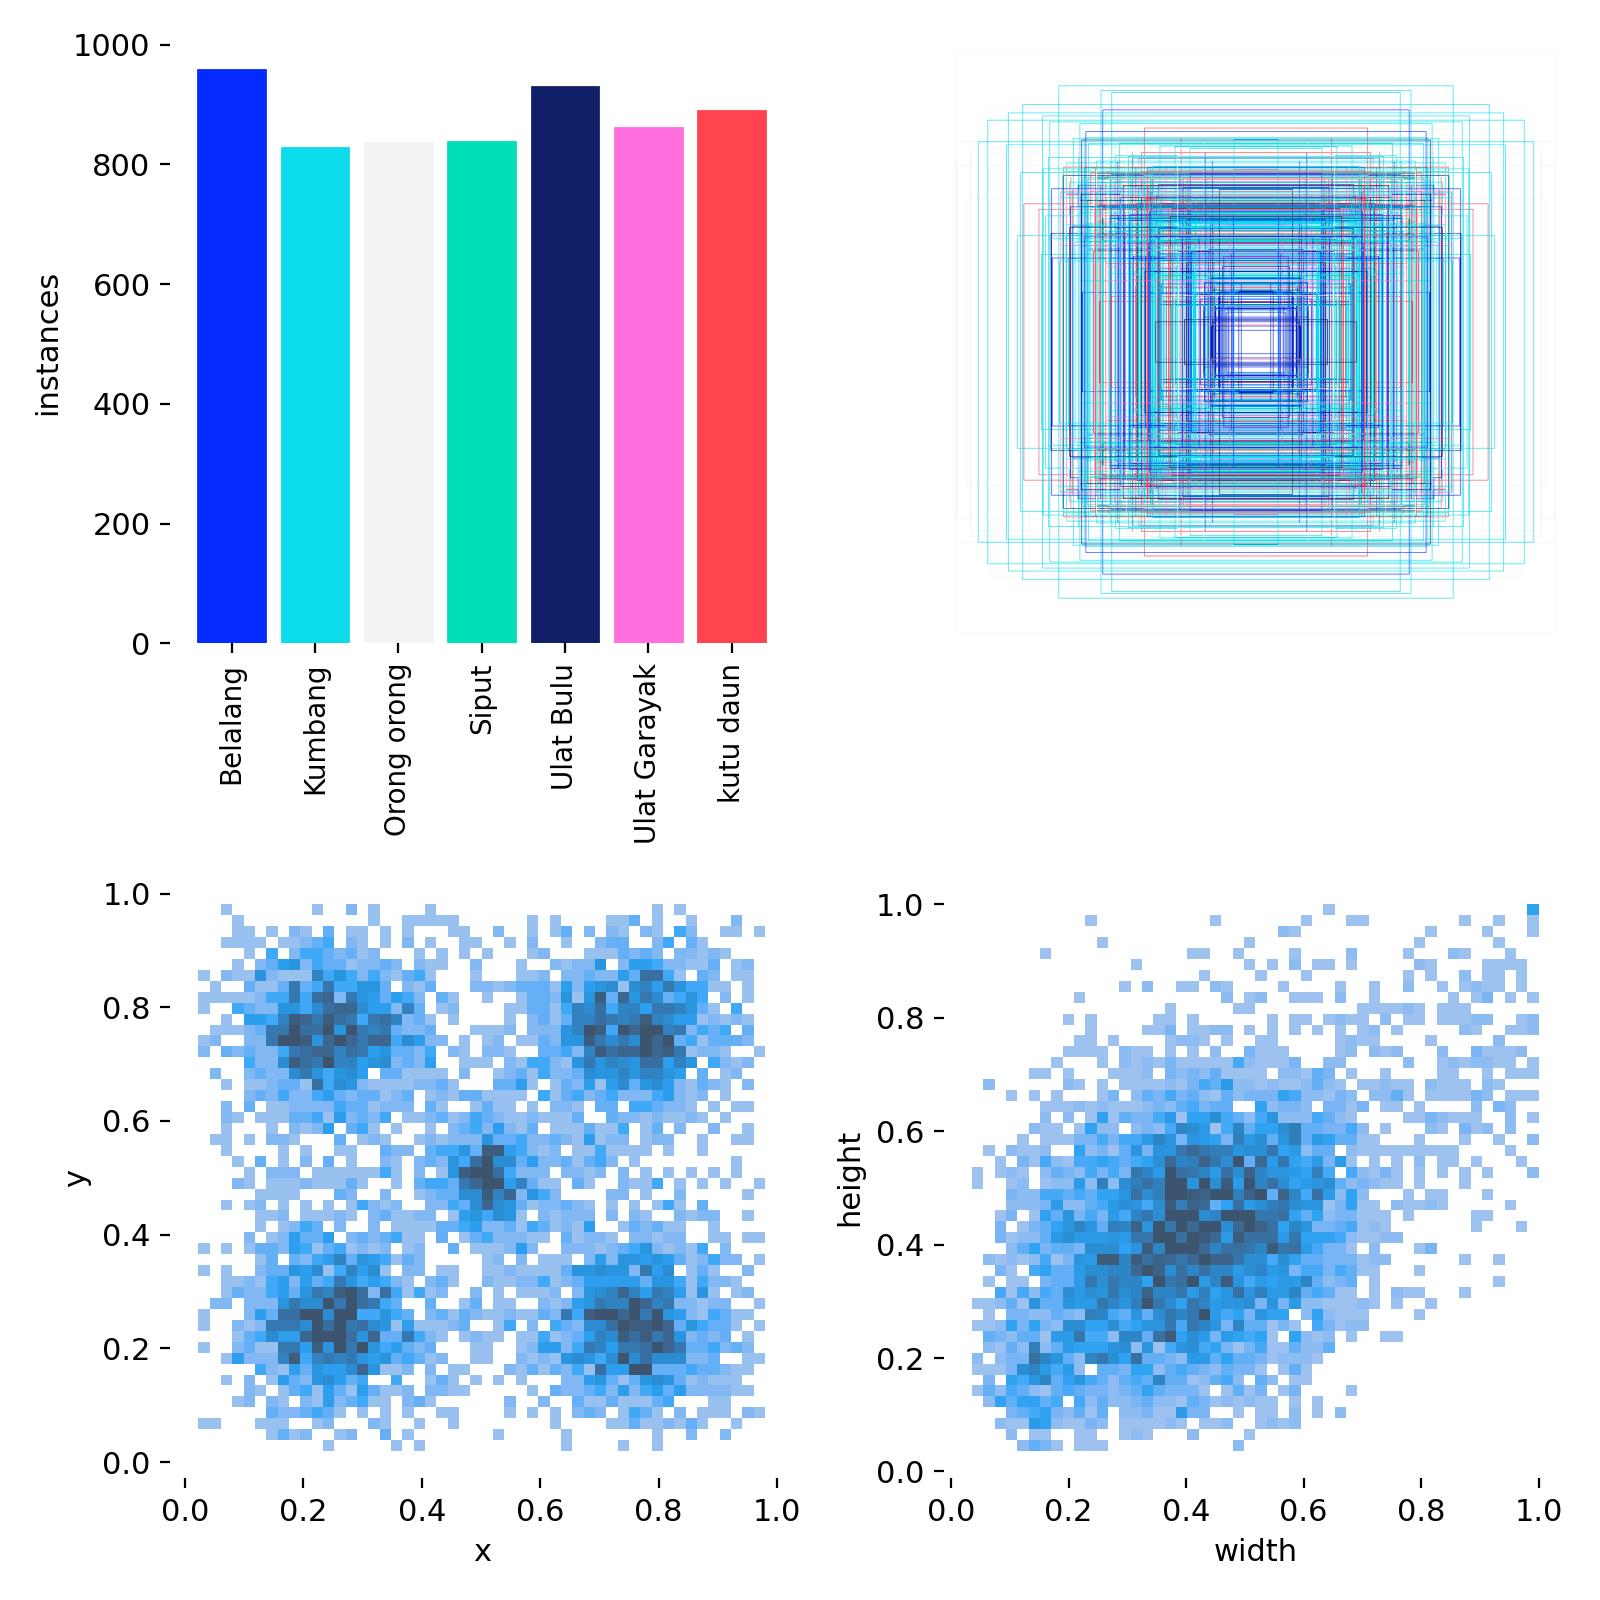 1000
800
600
400
200
0
instances
Belalang
Kumbang
Orong orong
Siput
Ulat Bulu
Ulat Garayak
kutu daun
1.0
0.8
0.6
0.4
0.2
0.0
y
0.0 0.2 0.4 0.6 0.8 1.0
x
1.0
0.8
0.6
0.4
0.2
0.0
height
0.0 0.2 0.4 0.6 0.8 1.0
width